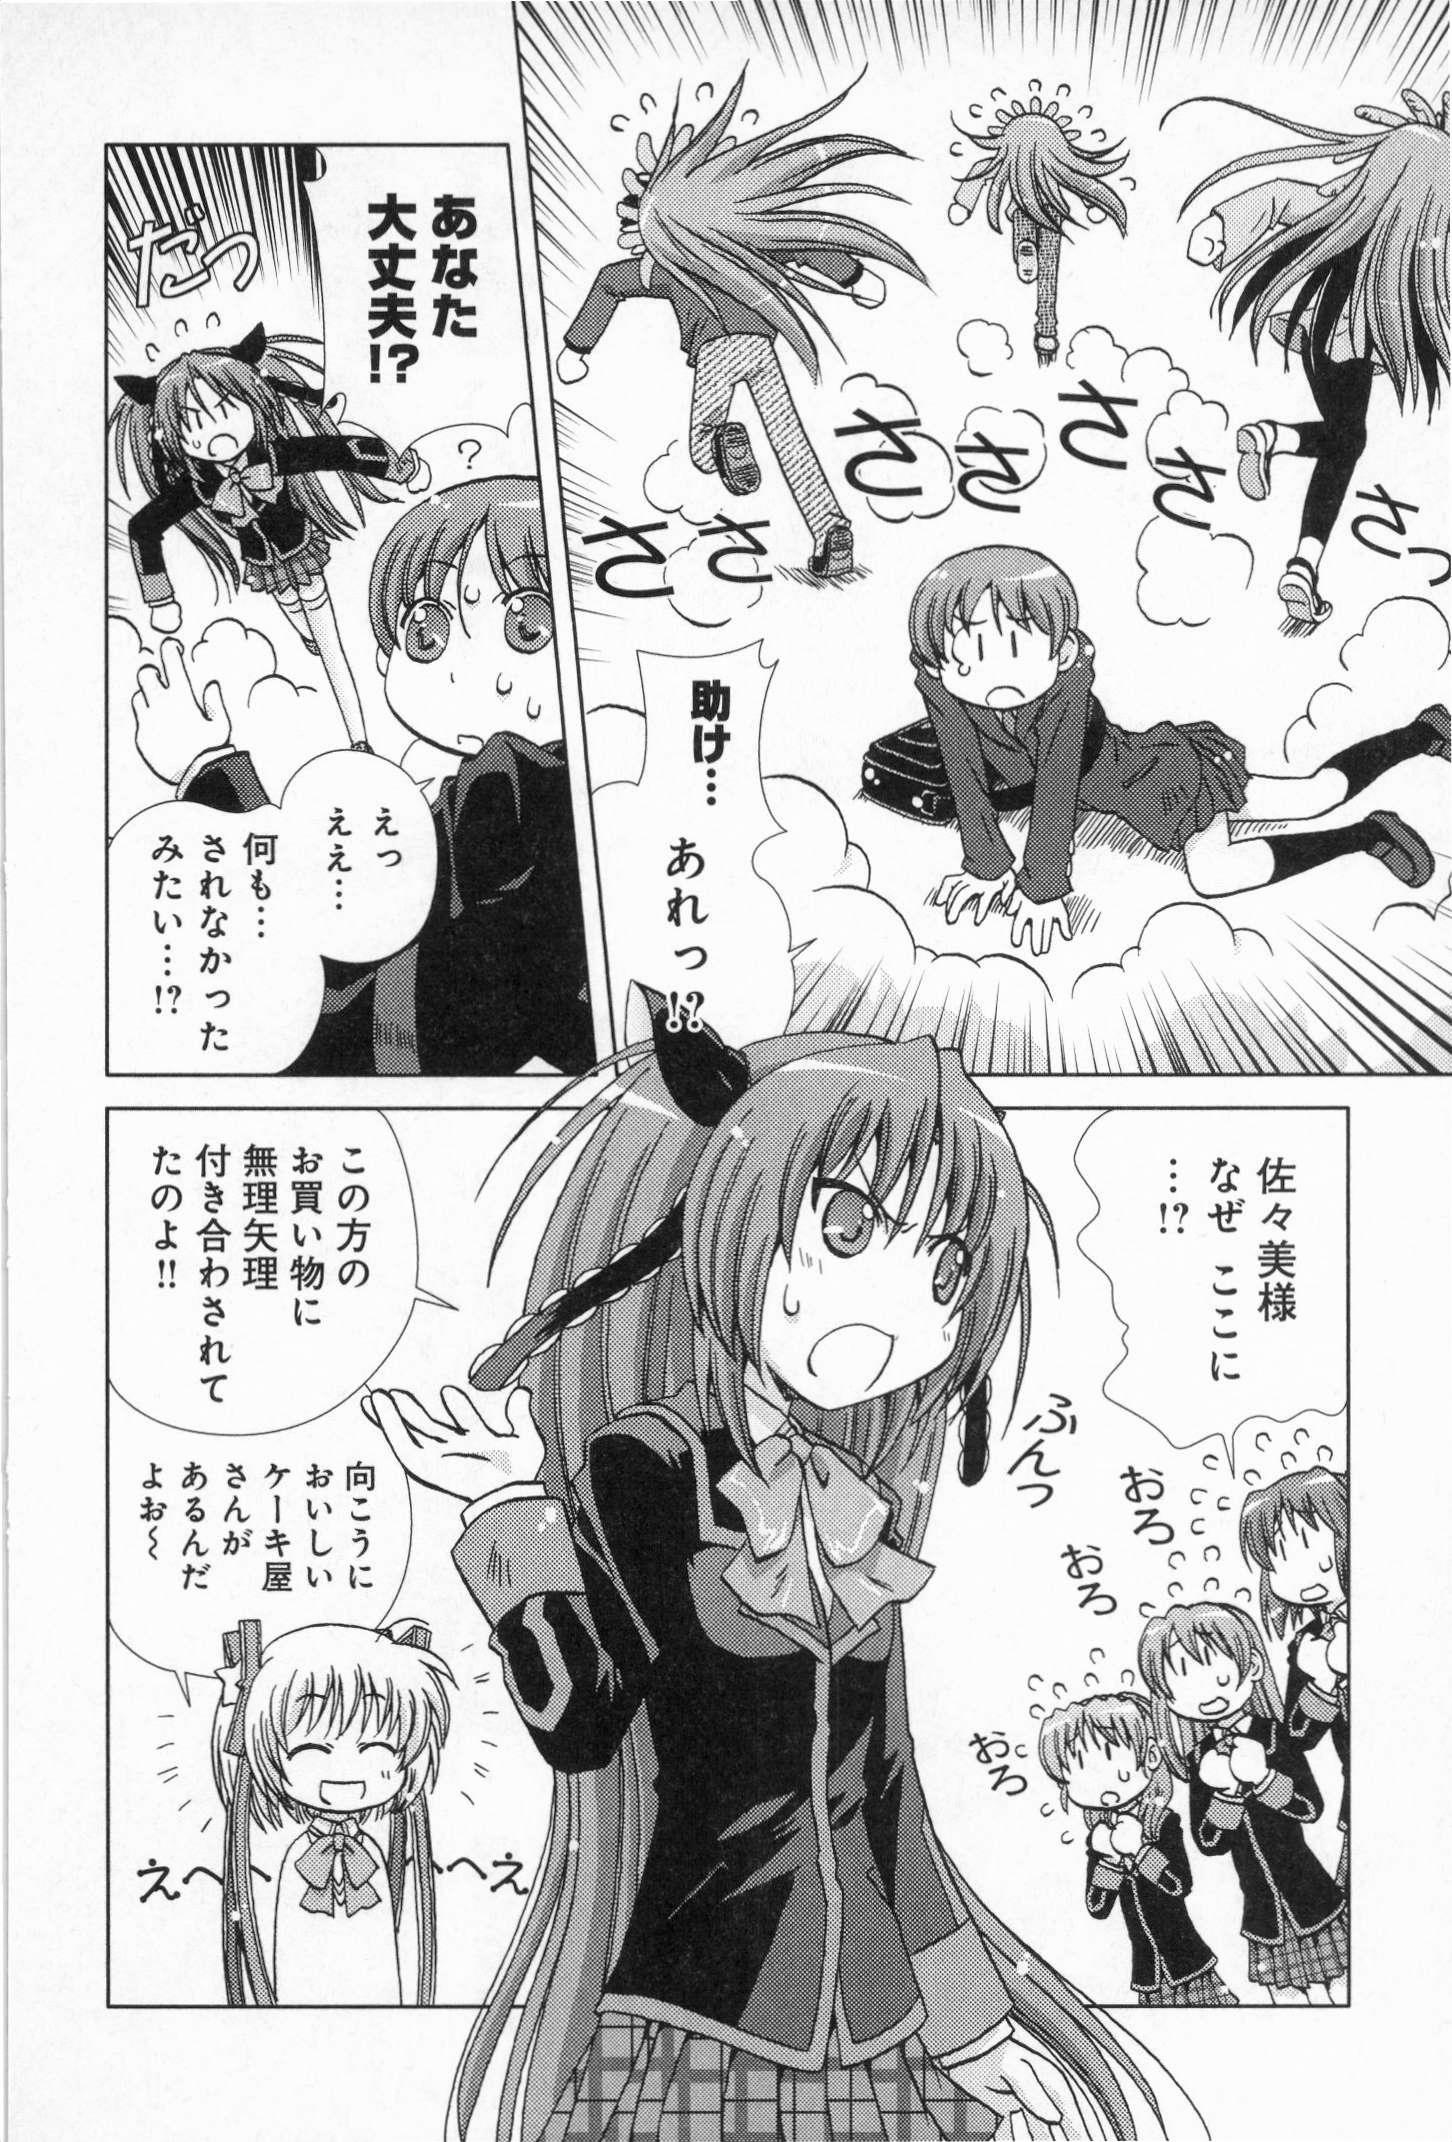 さささささささっ
助け…
あれっ!?
あなた
大丈夫!?
だっ
?
えっ
ええ…
何も…
されなかった
みたい…!?
佐々美様
なぜ ここに
…!?
おろ
おろ
おろ
ふんっ
この方の
お買い物に
無理矢理
付き合わされて
たのよ!!
向こうに
おいしい
ケーキ屋
さんが
あるんだ
よぉ〜
えへへ
へへえ